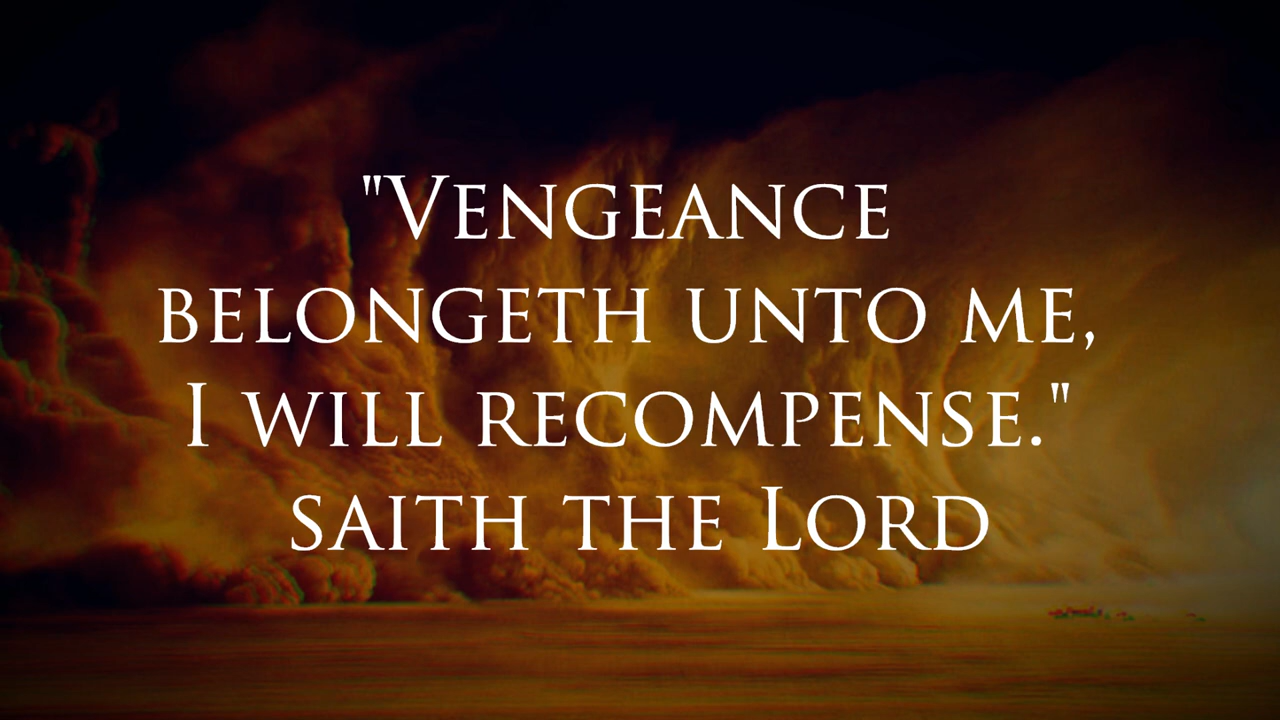 "Vengeance
belongeth unto me,
I will recompense."
saith the Lord